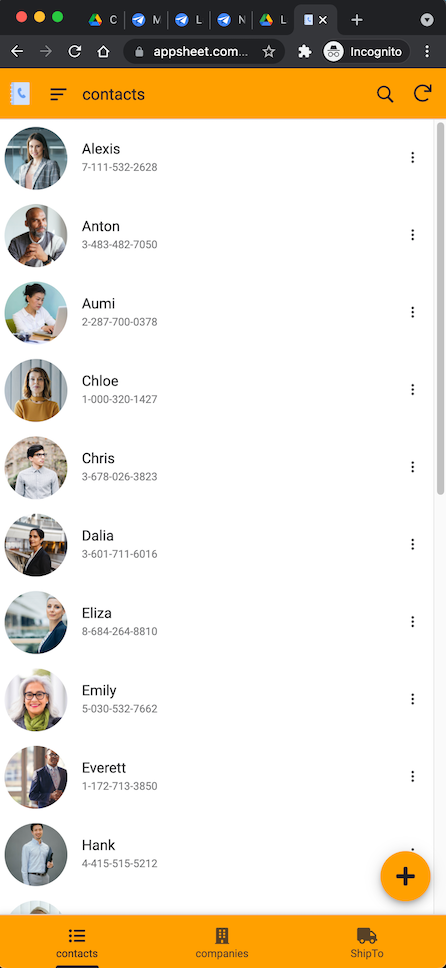 C
M
L
N
L
appsheet.com...
Incognito
contacts
Alexis
7-111-532-2628
Anton
3-483-482-7050
Aumi
2-287-700-0378
Chloe
1-000-320-1427
Chris
3-678-026-3823
Dalia
3-601-711-6016
Eliza
8-684-264-8810
Emily
5-030-532-7662
Everett
1-172-713-3850
Hank
4-415-515-5212
contacts
companies
ShipTo